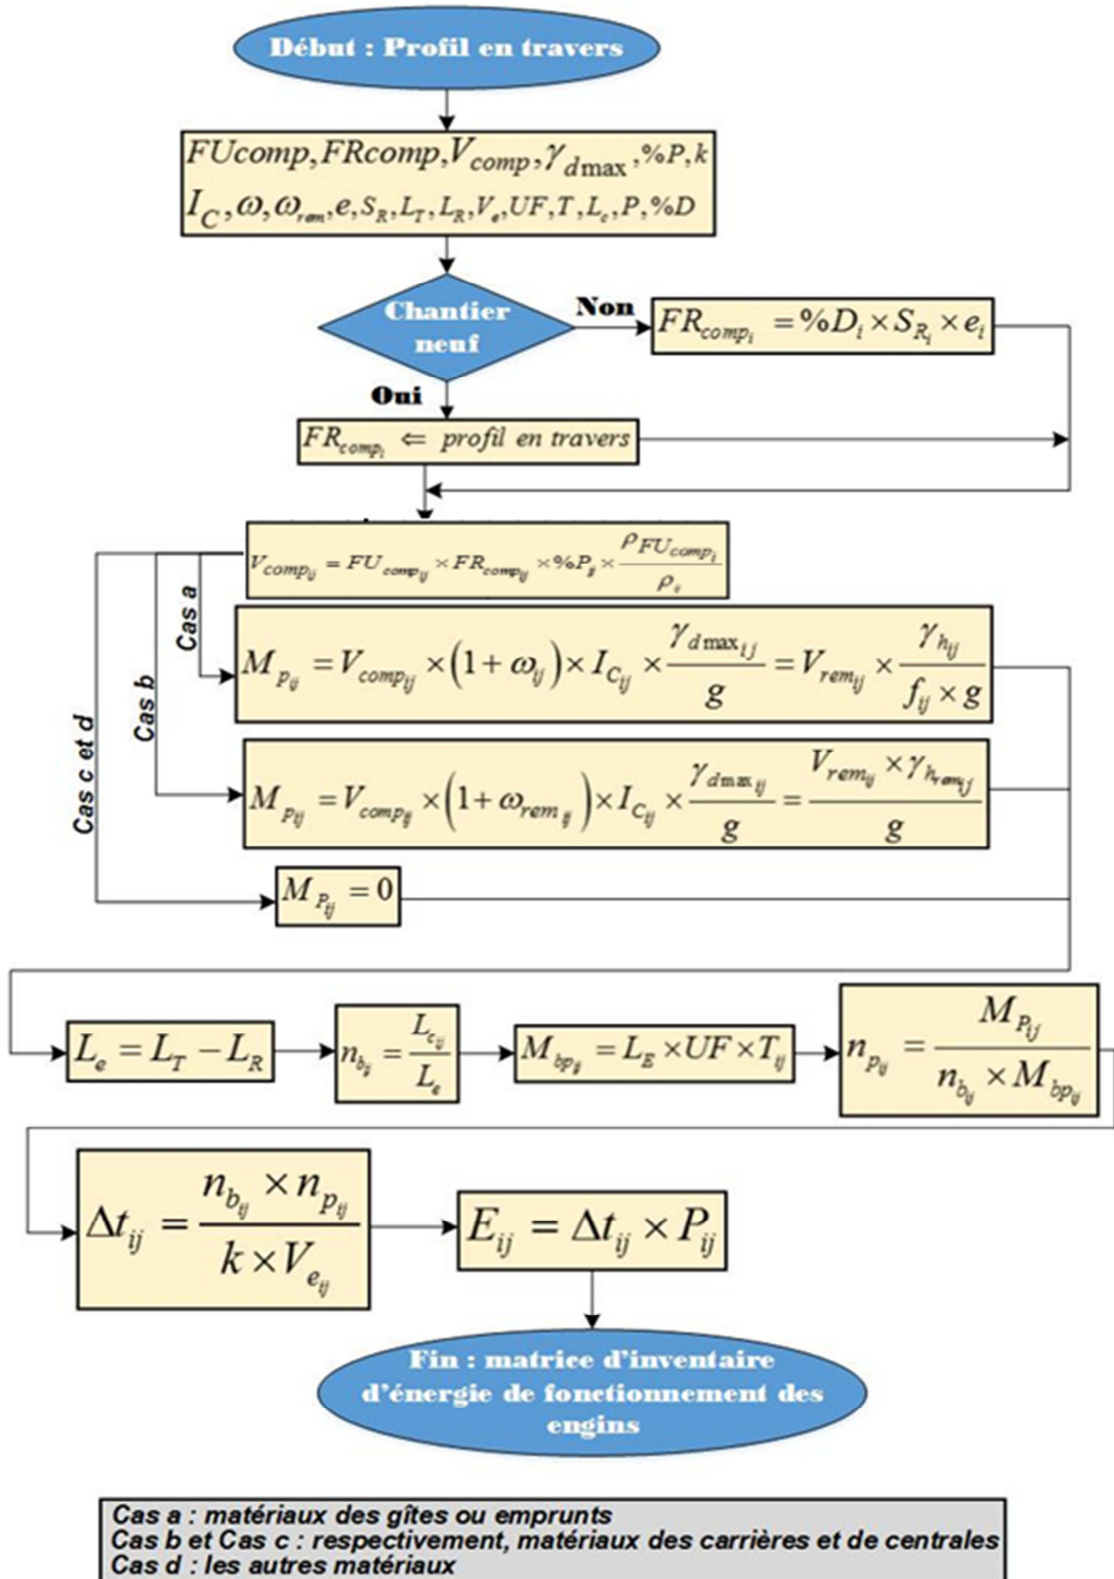 Début : Profil en travers
FUcomp, FRcomp, V_comp, γ_dmax, %P, k
I_C, ω, ω_rem, e, S_R, L_T, L_R, V_e, UF, T, L_c, P, %D
Chantier
neuf
Non
FR_comp_i = %D_i × S_R_i × e_i
Oui
FR_comp_i ⇐ profil en travers
V_comp_ij = FU_comp_ij × FR_comp_ij × %P_ij × ρ_FU_comp_i / ρ_ij
Cas a
M_p_ij = V_comp_ij × (1 + ω_ij) × I_C_ij × γ_dmax_ij / g = V_rem_ij × γ_h_ij / (f_ij × g)
Cas b
M_p_ij = V_comp_ij × (1 + ω_rem_ij) × I_C_ij × γ_dmax_ij / g = (V_rem_ij × γ_h_rem_ij) / g
Cas c et d
M_P_ij = 0
L_e = L_T − L_R
n_b_ij = L_c_ij / L_e
M_bp_ij = L_E × UF × T_ij
n_p_ij = M_P_ij / (n_b_ij × M_bp_ij)
Δt_ij = (n_b_ij × n_p_ij) / (k × V_e_ij)
E_ij = Δt_ij × P_ij
Fin : matrice d'inventaire
d'énergie de fonctionnement des
engins
Cas a : matériaux des gîtes ou emprunts
Cas b et Cas c : respectivement, matériaux des carrières et de centrales
Cas d : les autres matériaux